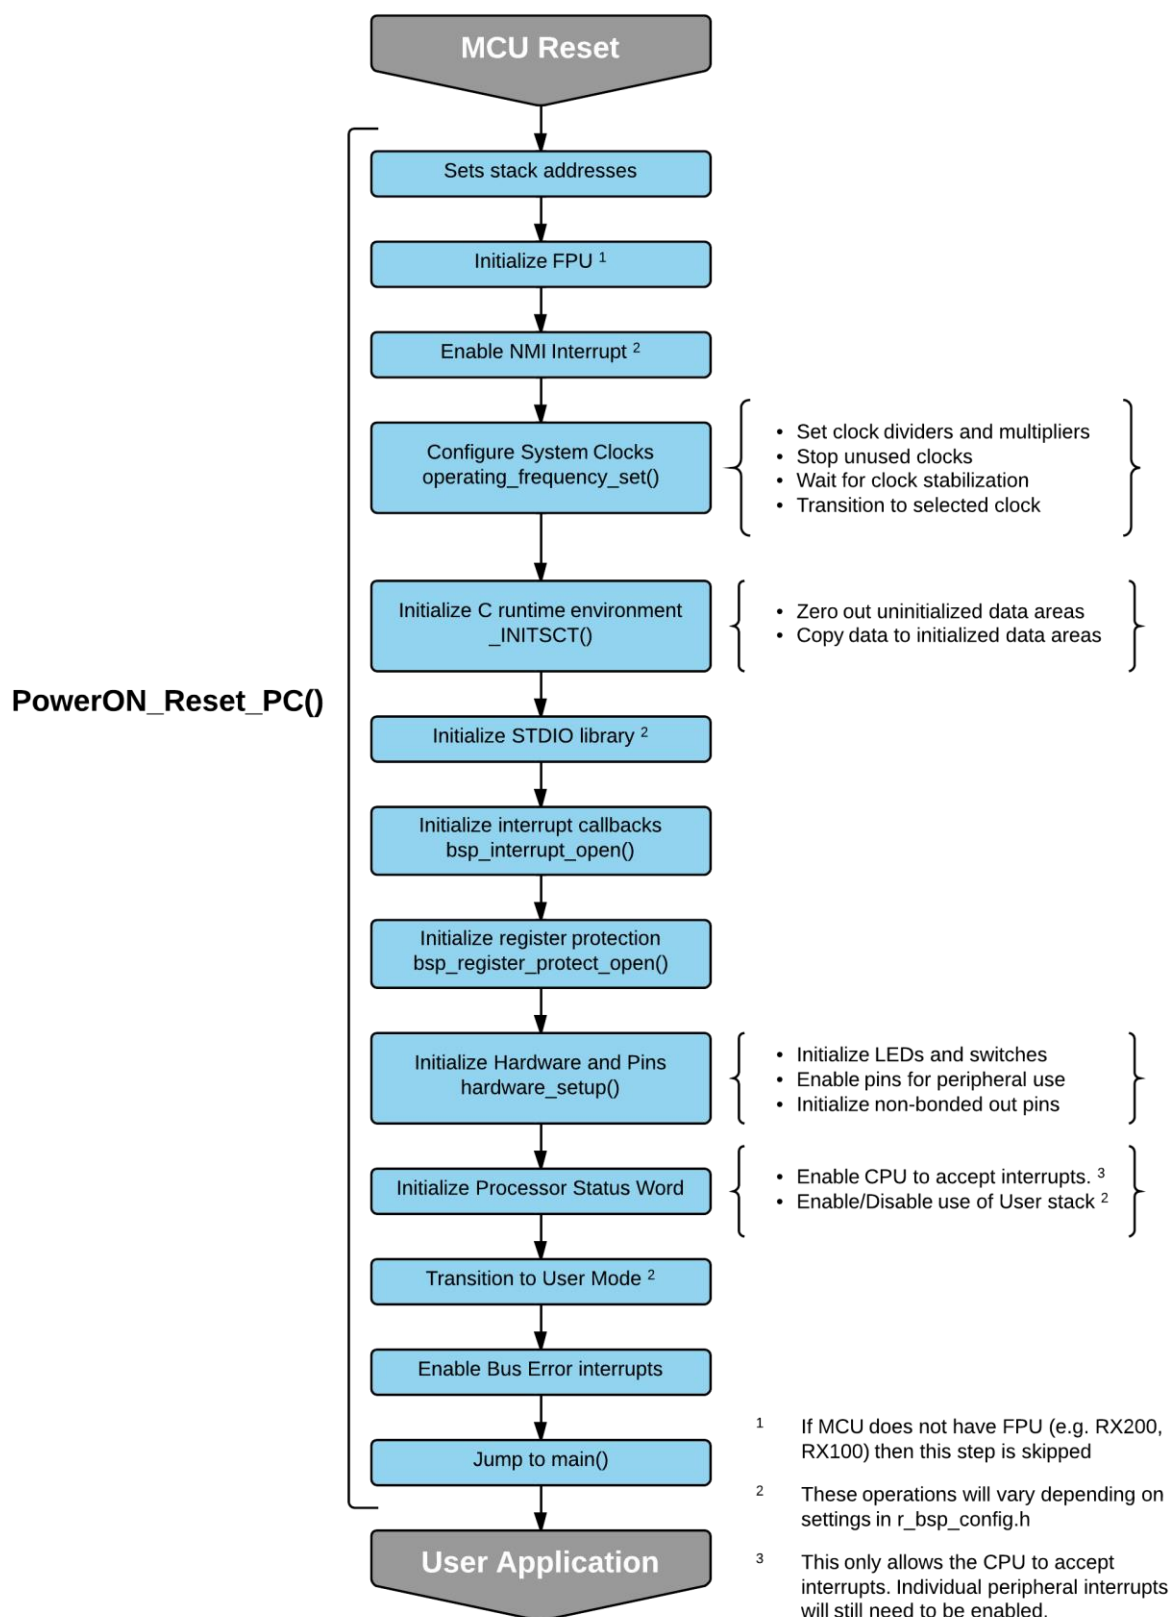 MCU Reset
Sets stack addresses
Initialize FPU ¹
Enable NMI Interrupt ²
Configure System Clocks
operating_frequency_set()
• Set clock dividers and multipliers
• Stop unused clocks
• Wait for clock stabilization
• Transition to selected clock
Initialize C runtime environment
_INITSCT()
• Zero out uninitialized data areas
• Copy data to initialized data areas
PowerON_Reset_PC()
Initialize STDIO library ²
Initialize interrupt callbacks
bsp_interrupt_open()
Initialize register protection
bsp_register_protect_open()
Initialize Hardware and Pins
hardware_setup()
• Initialize LEDs and switches
• Enable pins for peripheral use
• Initialize non-bonded out pins
Initialize Processor Status Word
• Enable CPU to accept interrupts. ³
• Enable/Disable use of User stack ²
Transition to User Mode ²
Enable Bus Error interrupts
Jump to main()
User Application
¹ If MCU does not have FPU (e.g. RX200,
RX100) then this step is skipped
² These operations will vary depending on
settings in r_bsp_config.h
³ This only allows the CPU to accept
interrupts. Individual peripheral interrupts
will still need to be enabled.